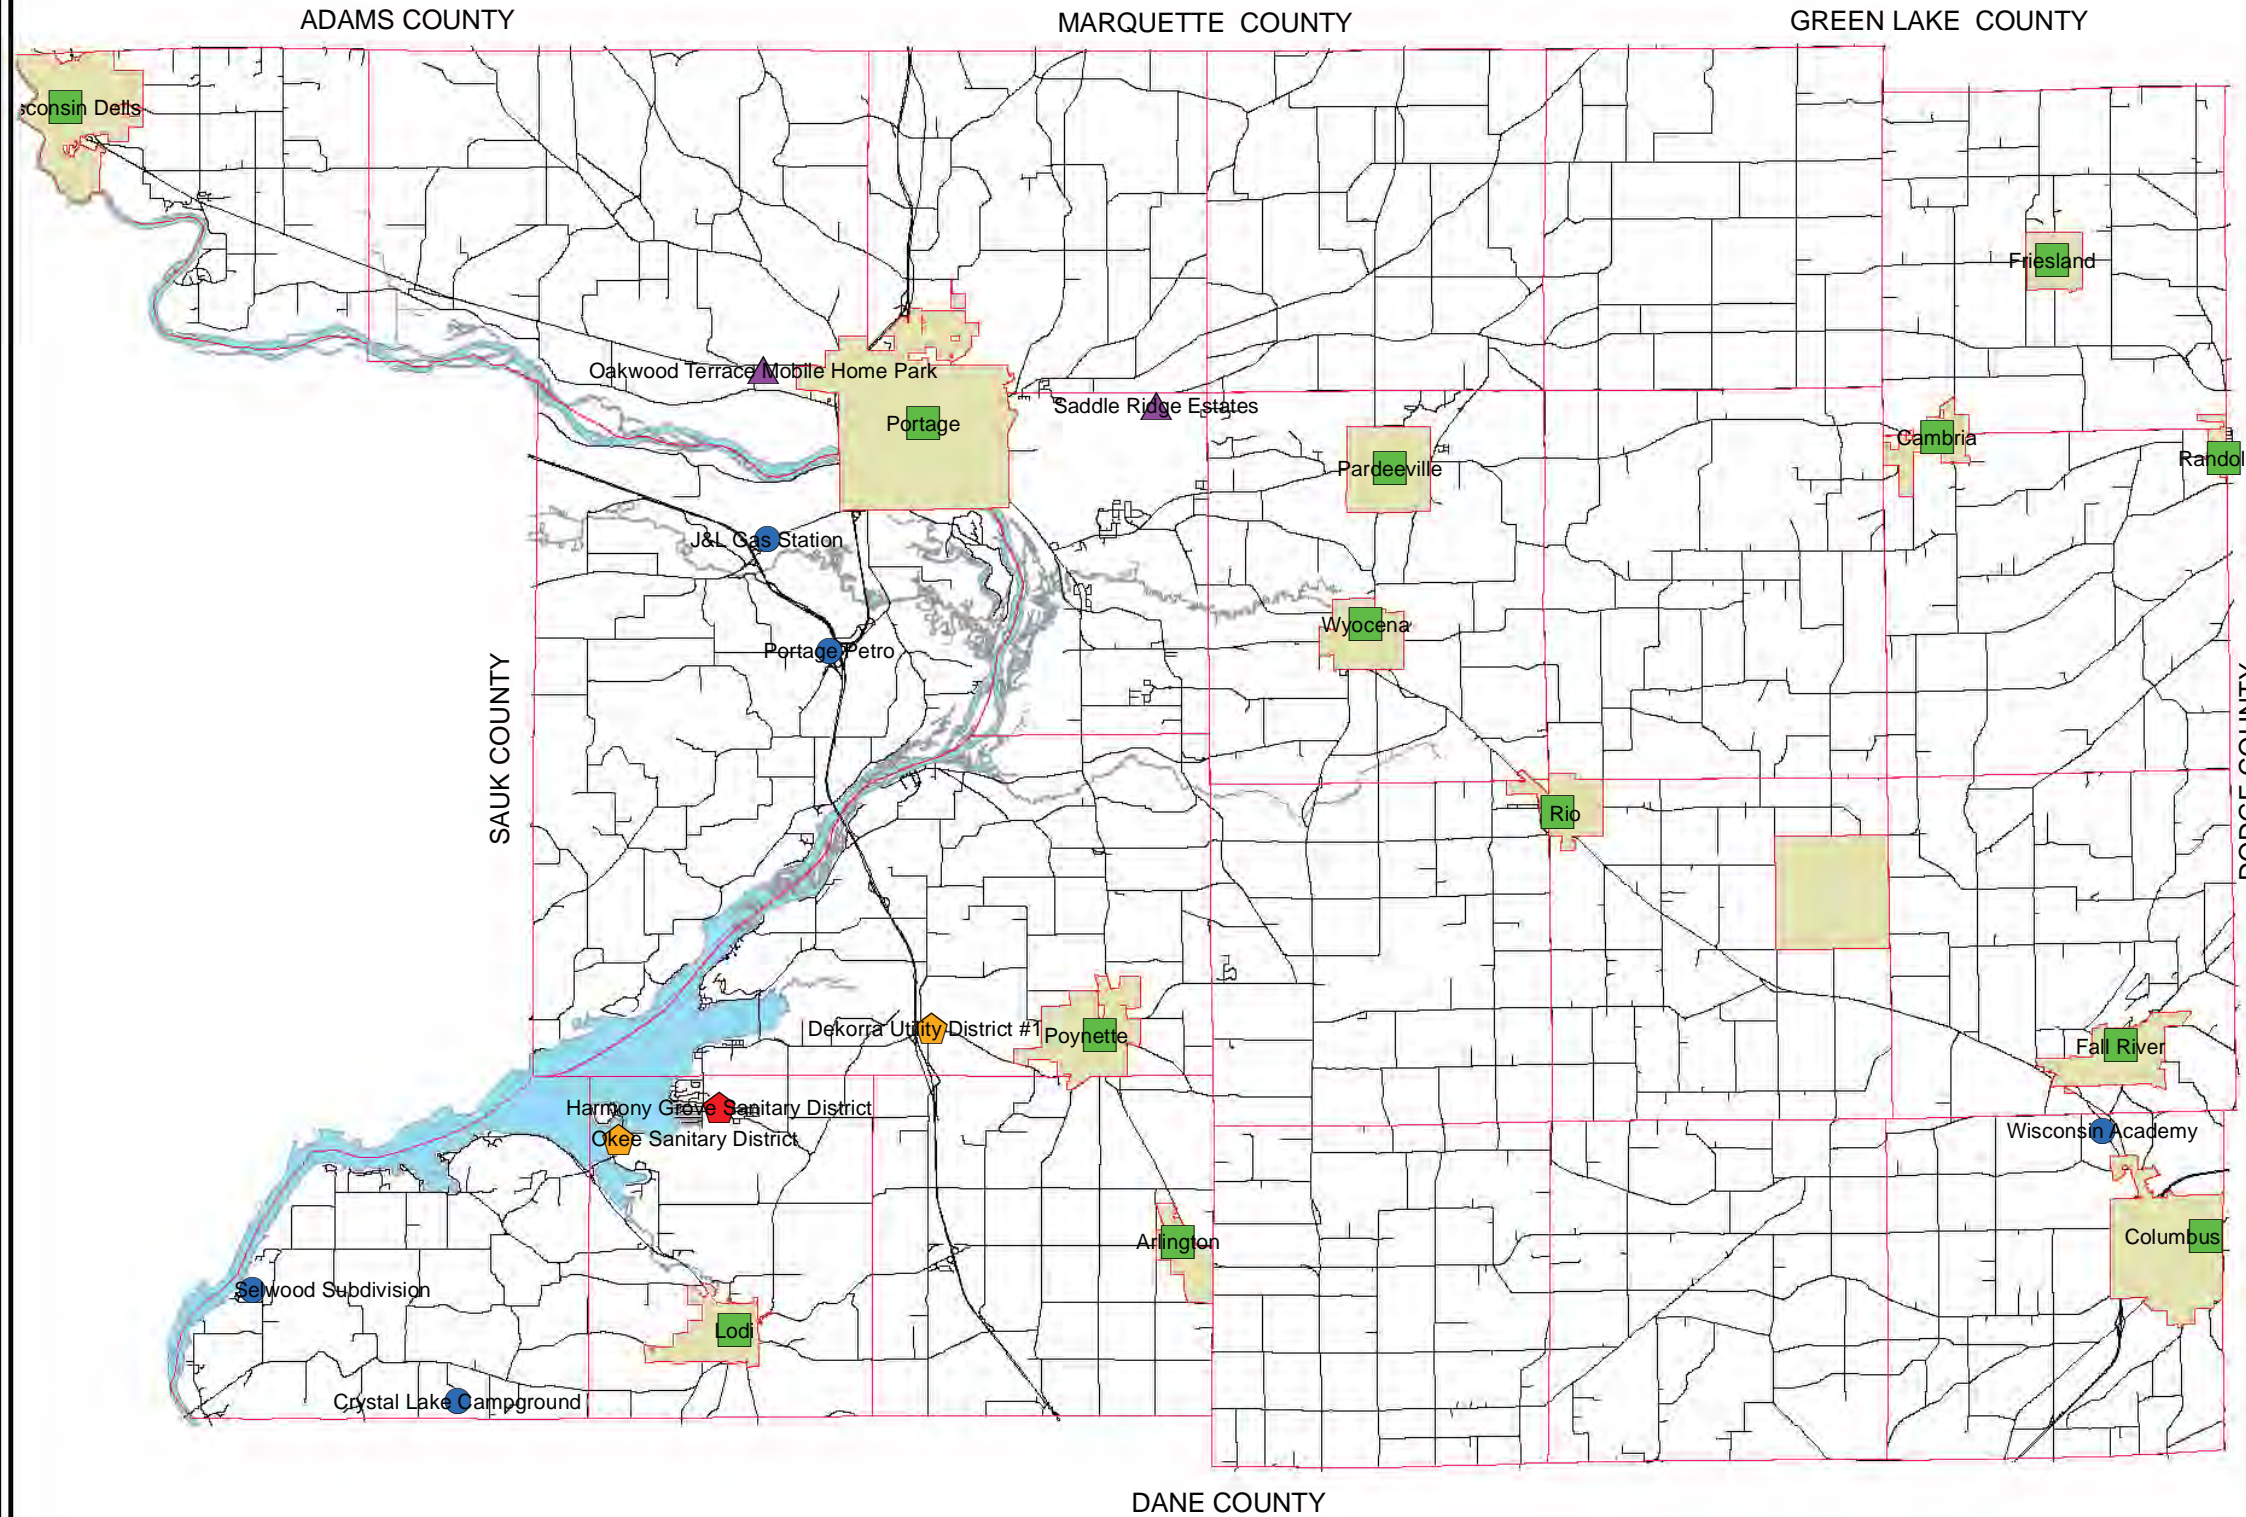 ADAMS COUNTY
MARQUETTE COUNTY
GREEN LAKE COUNTY
sconsin Dells
Friesland
Oakwood Terrace Mobile Home Park
Saddle Ridge Estates
Portage
Cambria
Pardeeville
Randol
J&L Gas Station
Wyocena
Portage Petro
SAUK COUNTY
DODGE COUNTY
Rio
Dekorra Utility District #1
Poynette
Fall River
Harmony Grove Sanitary District
Okee Sanitary District
Wisconsin Academy
Columbus
Arlington
Selwood Subdivision
Lodi
Crystal Lake Campground
DANE COUNTY